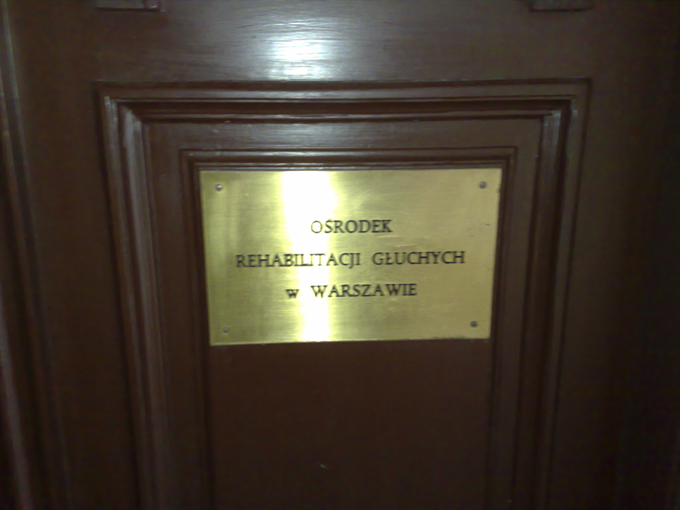 OŚRODEK
REHABILITACJI GŁUCHYCH
w WARSZAWIE